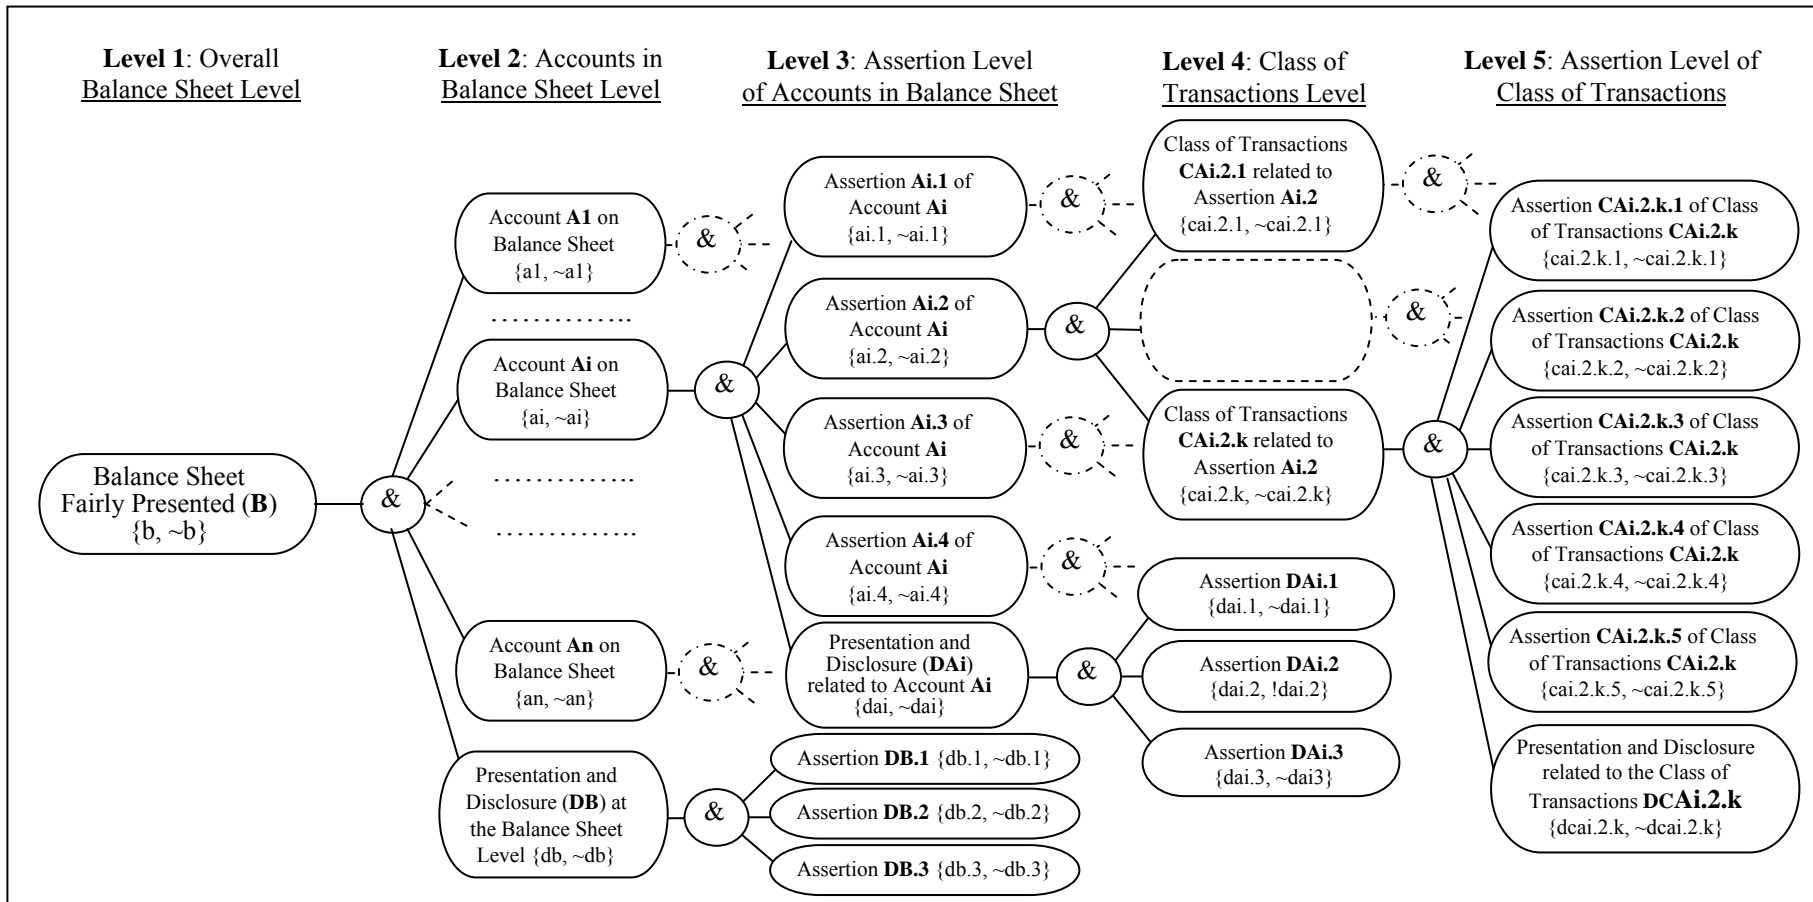 Level 1: Overall
Balance Sheet Level
Level 2: Accounts in
Balance Sheet Level
Level 3: Assertion Level
of Accounts in Balance Sheet
Level 4: Class of
Transactions Level
Level 5: Assertion Level of
Class of Transactions
Balance Sheet
Fairly Presented (B)
{b, ~b}
&
Account A1 on
Balance Sheet
{a1, ~a1}
&
..............
Account Ai on
Balance Sheet
{ai, ~ai}
&
..............
..............
Account An on
Balance Sheet
{an, ~an}
&
Presentation and
Disclosure (DB) at
the Balance Sheet
Level {db, ~db}
&
Assertion Ai.1 of
Account Ai
{ai.1, ~ai.1}
&
Assertion Ai.2 of
Account Ai
{ai.2, ~ai.2}
&
Assertion Ai.3 of
Account Ai
{ai.3, ~ai.3}
&
Assertion Ai.4 of
Account Ai
{ai.4, ~ai.4}
&
Presentation and
Disclosure (DAi)
related to Account Ai
{dai, ~dai}
&
Assertion DB.1 {db.1, ~db.1}
Assertion DB.2 {db.2, ~db.2}
Assertion DB.3 {db.3, ~db.3}
Class of Transactions
CAi.2.1 related to
Assertion Ai.2
{cai.2.1, ~cai.2.1}
&
&
Class of Transactions
CAi.2.k related to
Assertion Ai.2
{cai.2.k, ~cai.2.k}
&
Assertion DAi.1
{dai.1, ~dai.1}
Assertion DAi.2
{dai.2, !dai.2}
Assertion DAi.3
{dai.3, ~dai3}
Assertion CAi.2.k.1 of Class
of Transactions CAi.2.k
{cai.2.k.1, ~cai.2.k.1}
Assertion CAi.2.k.2 of Class
of Transactions CAi.2.k
{cai.2.k.2, ~cai.2.k.2}
Assertion CAi.2.k.3 of Class
of Transactions CAi.2.k
{cai.2.k.3, ~cai.2.k.3}
Assertion CAi.2.k.4 of Class
of Transactions CAi.2.k
{cai.2.k.4, ~cai.2.k.4}
Assertion CAi.2.k.5 of Class
of Transactions CAi.2.k
{cai.2.k.5, ~cai.2.k.5}
Presentation and Disclosure
related to the Class of
Transactions DCAi.2.k
{dcai.2.k, ~dcai.2.k}